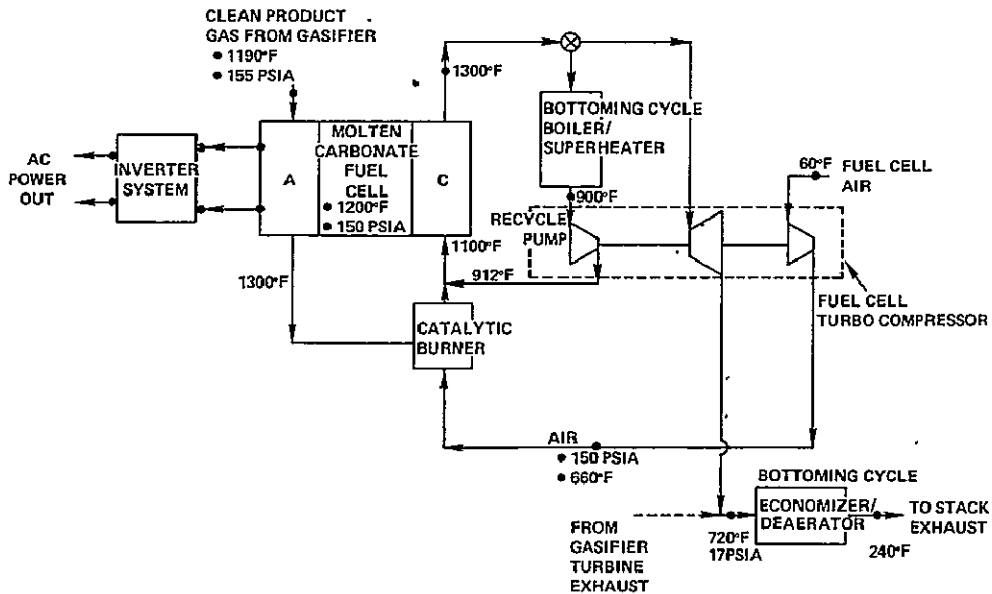 CLEAN PRODUCT
GAS FROM GASIFIER
● 1190°F
● 155 PSIA
1300°F
BOTTOMING CYCLE
BOILER/
SUPERHEATER
60°F
FUEL CELL
AIR
AC
POWER
OUT
INVERTER
SYSTEM
A
MOLTEN
CARBONATE
FUEL
CELL
● 1200°F
● 150 PSIA
C
900°F
RECYCLE
PUMP
1100°F
912°F
1300°F
FUEL CELL
TURBO COMPRESSOR
CATALYTIC
BURNER
AIR
● 150 PSIA
● 660°F
BOTTOMING CYCLE
ECONOMIZER/
DEAERATOR
TO STACK
EXHAUST
FROM
GASIFIER
TURBINE
EXHAUST
720°F
17PSIA
240°F